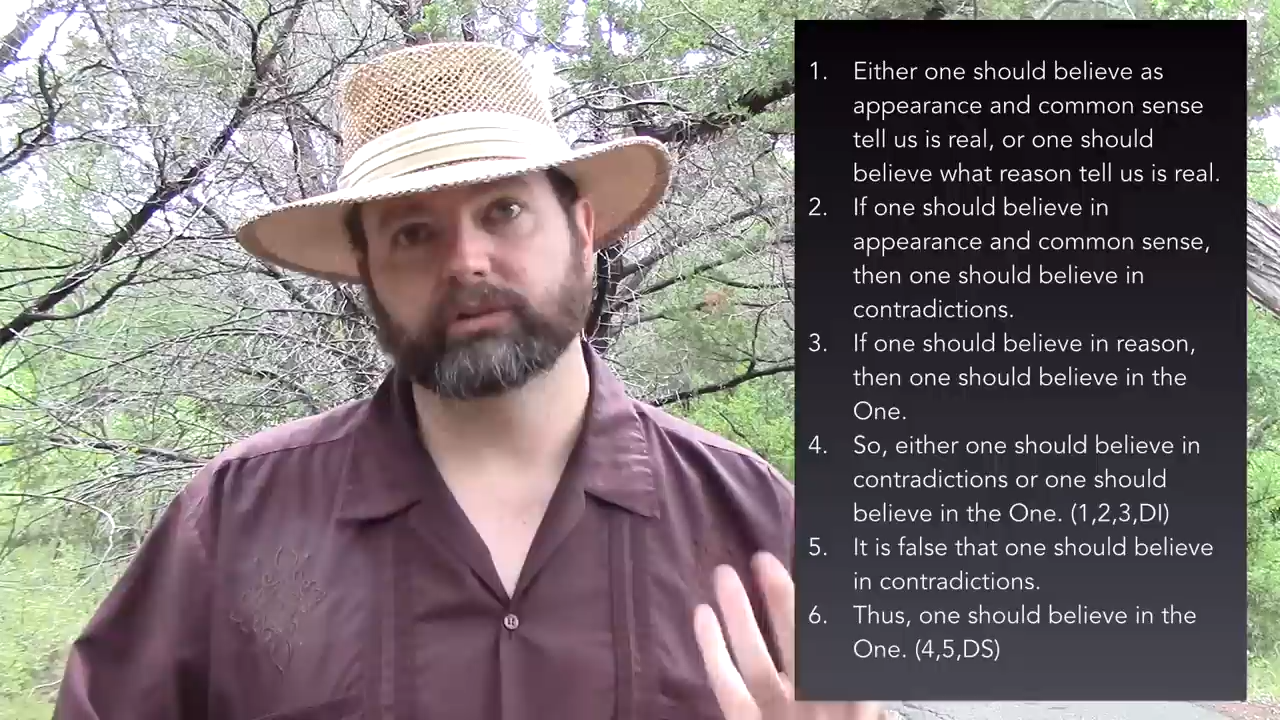 1. Either one should believe as
appearance and common sense
tell us is real, or one should
believe what reason tell us is real.
2. If one should believe in
appearance and common sense,
then one should believe in
contradictions.
3. If one should believe in reason,
then one should believe in the
One.
4. So, either one should believe in
contradictions or one should
believe in the One. (1,2,3,DI)
5. It is false that one should believe
in contradictions.
6. Thus, one should believe in the
One. (4,5,DS)